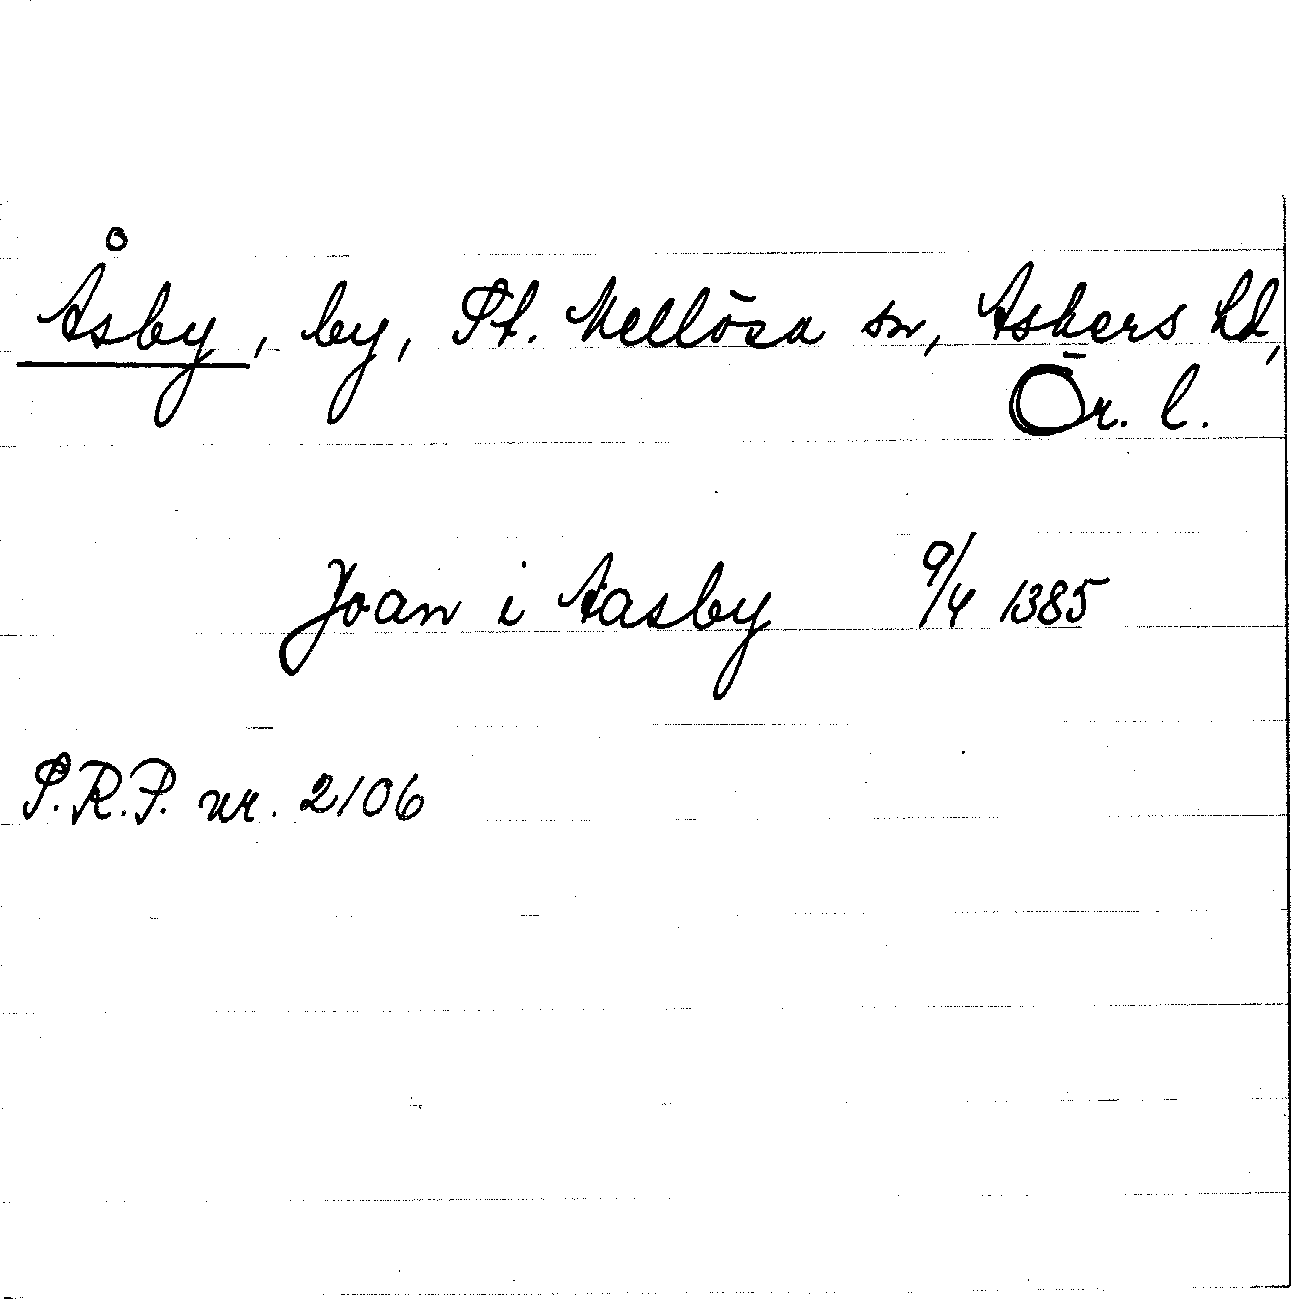 Åsby, by, St. Mellösa sn, Askers hd,
Ör. l.
Joan i Aasby 9/4 1385
S.R.P. nr. 2106